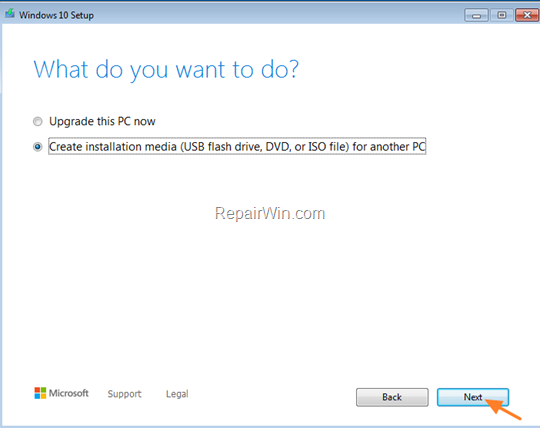 Windows 10 Setup
What do you want to do?
Upgrade this PC now
Create installation media (USB flash drive, DVD, or ISO file) for another PC
RepairWin.com
Microsoft Support Legal Back Next